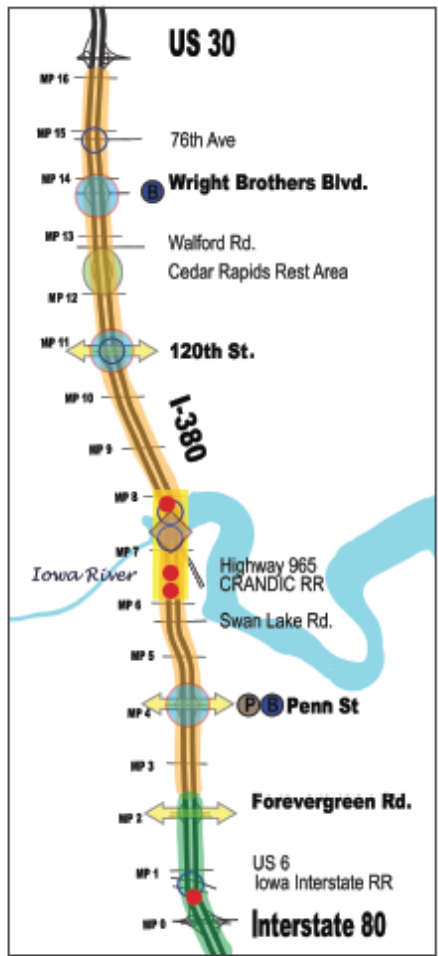 US 30
MP 16
MP 15
76th Ave
MP 14
B Wright Brothers Blvd.
MP 13
Walford Rd.
Cedar Rapids Rest Area
MP 12
MP 11
120th St.
MP 10
I-380
MP 9
MP 8
MP 7
Highway 965
Iowa River
CRANDIC RR
MP 6
Swan Lake Rd.
MP 5
MP 4
P B Penn St
MP 3
Forevergreen Rd.
MP 2
US 6
MP 1
Iowa Interstate RR
MP 0
Interstate 80